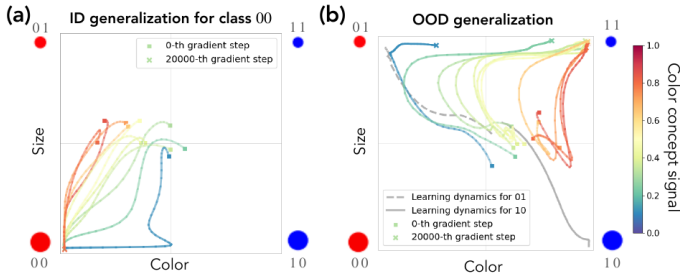 (a) ID generalization for class 00
01
11
0-th gradient step
20000-th gradient step
Size
00
Color
10
(b) OOD generalization
01
11
Size
Learning dynamics for 01
Learning dynamics for 10
0-th gradient step
20000-th gradient step
00
Color
10
1.0
0.8
0.6
0.4
0.2
0.0
Color concept signal